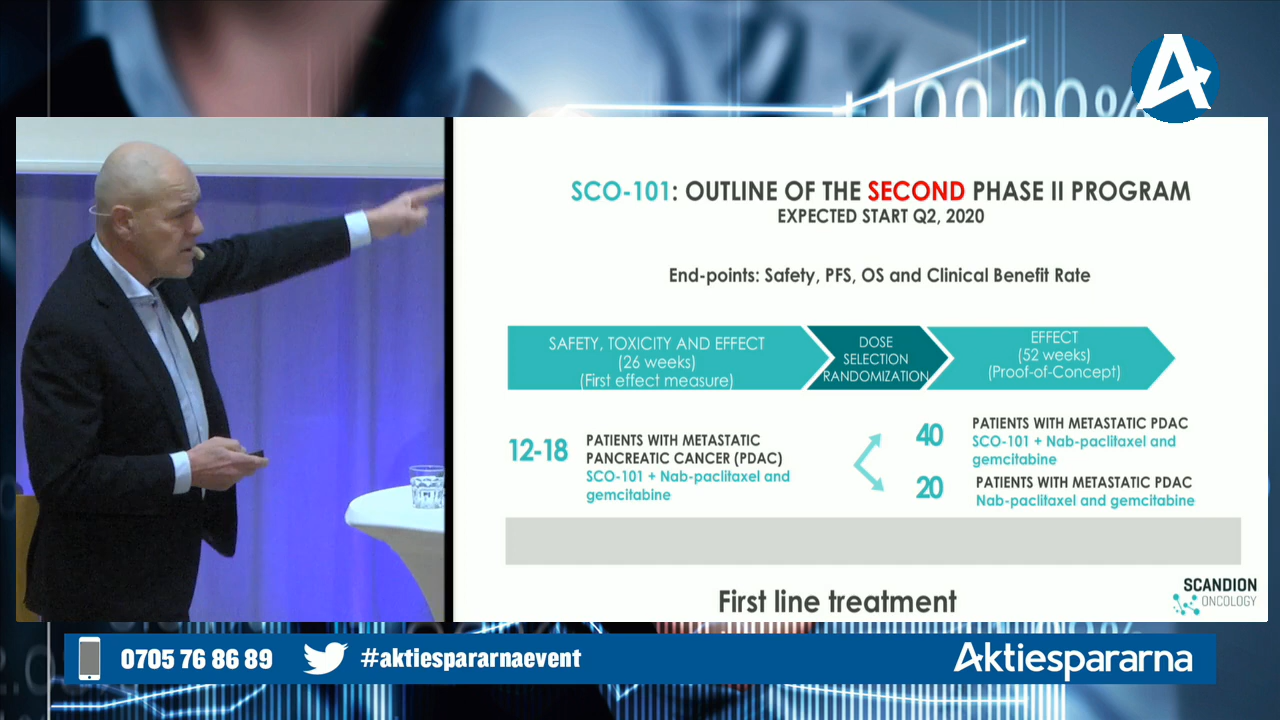 +100.00%
SCO-101: OUTLINE OF THE SECOND PHASE II PROGRAM
EXPECTED START Q2, 2020
End-points: Safety, PFS, OS and Clinical Benefit Rate
SAFETY, TOXICITY AND EFFECT
(26 weeks)
(First effect measure)
DOSE
SELECTION
RANDOMIZATION
EFFECT
(52 weeks)
(Proof-of-Concept)
12-18
PATIENTS WITH METASTATIC
PANCREATIC CANCER (PDAC)
SCO-101 + Nab-paclitaxel and
gemcitabine
40
PATIENTS WITH METASTATIC PDAC
SCO-101 + Nab-paclitaxel and
gemcitabine
20
PATIENTS WITH METASTATIC PDAC
Nab-paclitaxel and gemcitabine
First line treatment
SCANDION
ONCOLOGY
0705 76 86 89
#aktiespararnaevent
Aktiespararna